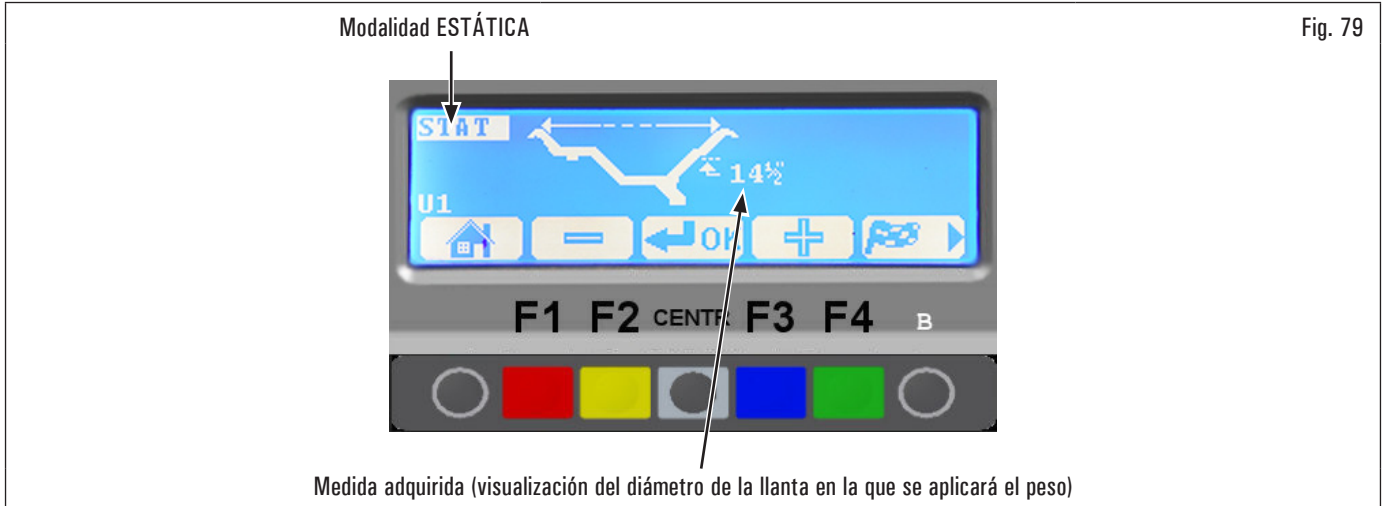 Modalidad ESTÁTICA
Fig. 79
STAT
14½"
U1
OK
F1 F2 CENTR F3 F4 B
Medida adquirida (visualización del diámetro de la llanta en la que se aplicará el peso)